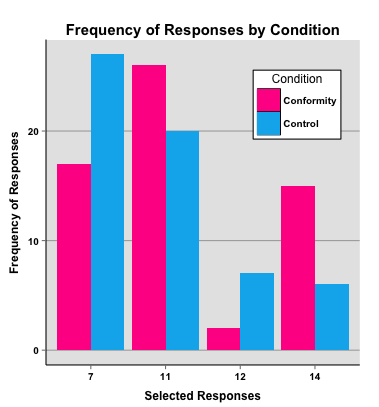 Frequency of Responses by Condition
Condition
Conformity
Control
Frequency of Responses
20
10
0
7 11 12 14
Selected Responses